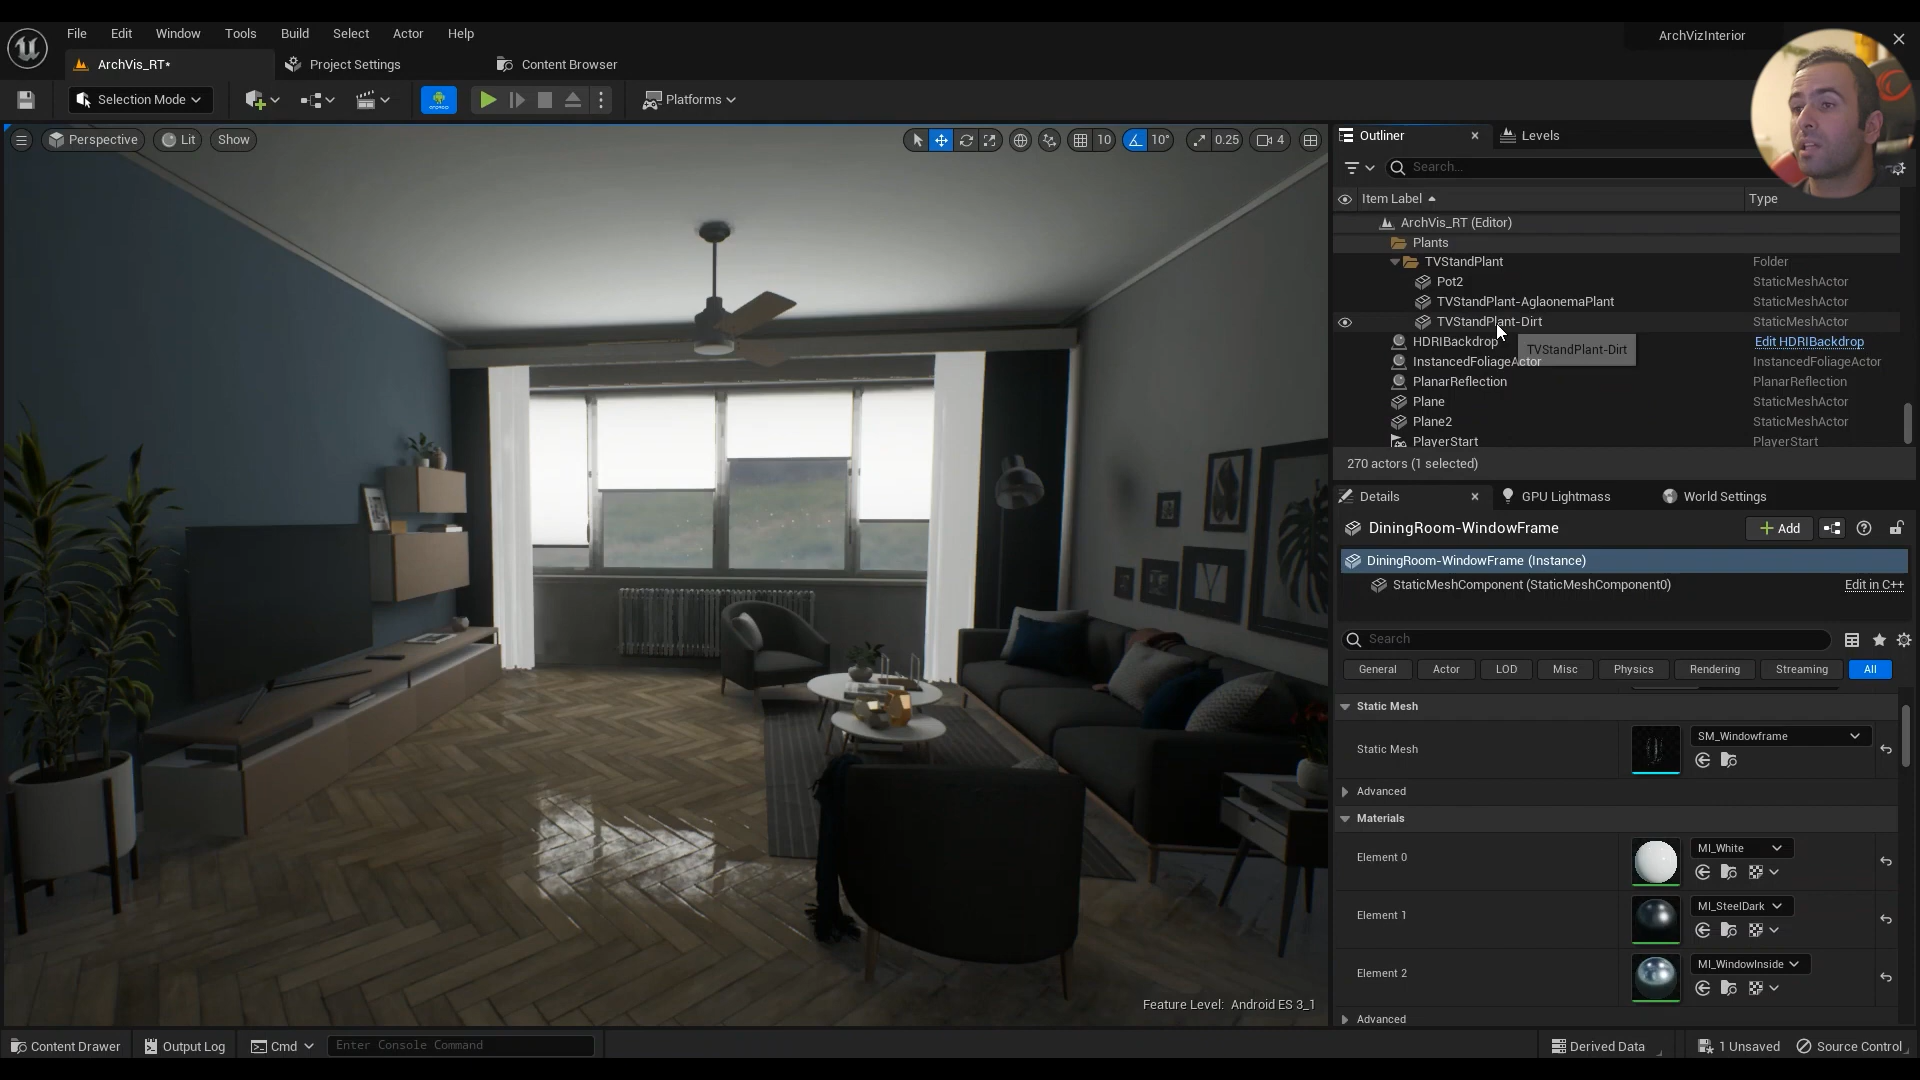 File Edit Window Tools Build Select Actor Help
ArchVizInterior
ArchVis_RT*
Project Settings
Content Browser
Selection Mode
Platforms
Perspective
Lit
Show
10
10°
0.25
4
Feature Level: Android ES 3_1
Outliner
Levels
Search...
Item Label
Type
ArchVis_RT (Editor)
Plants
TVStandPlant Folder
Pot2 StaticMeshActor
TVStandPlant-AglaonemaPlant StaticMeshActor
TVStandPlant-Dirt StaticMeshActor
HDRIBackdrop Edit HDRIBackdrop
TVStandPlant-Dirt
InstancedFoliageActor InstancedFoliageActor
PlanarReflection PlanarReflection
Plane StaticMeshActor
Plane2 StaticMeshActor
PlayerStart PlayerStart
270 actors (1 selected)
Details
GPU Lightmass
World Settings
DiningRoom-WindowFrame
Add
DiningRoom-WindowFrame (Instance)
StaticMeshComponent (StaticMeshComponent0)
Edit in C++
Search
General Actor LOD Misc Physics Rendering Streaming All
Static Mesh
Static Mesh
SM_Windowframe
Advanced
Materials
Element 0
MI_White
Element 1
MI_SteelDark
Element 2
MI_WindowInside
Advanced
Content Drawer
Output Log
Cmd
Enter Console Command
Derived Data
1 Unsaved
Source Control